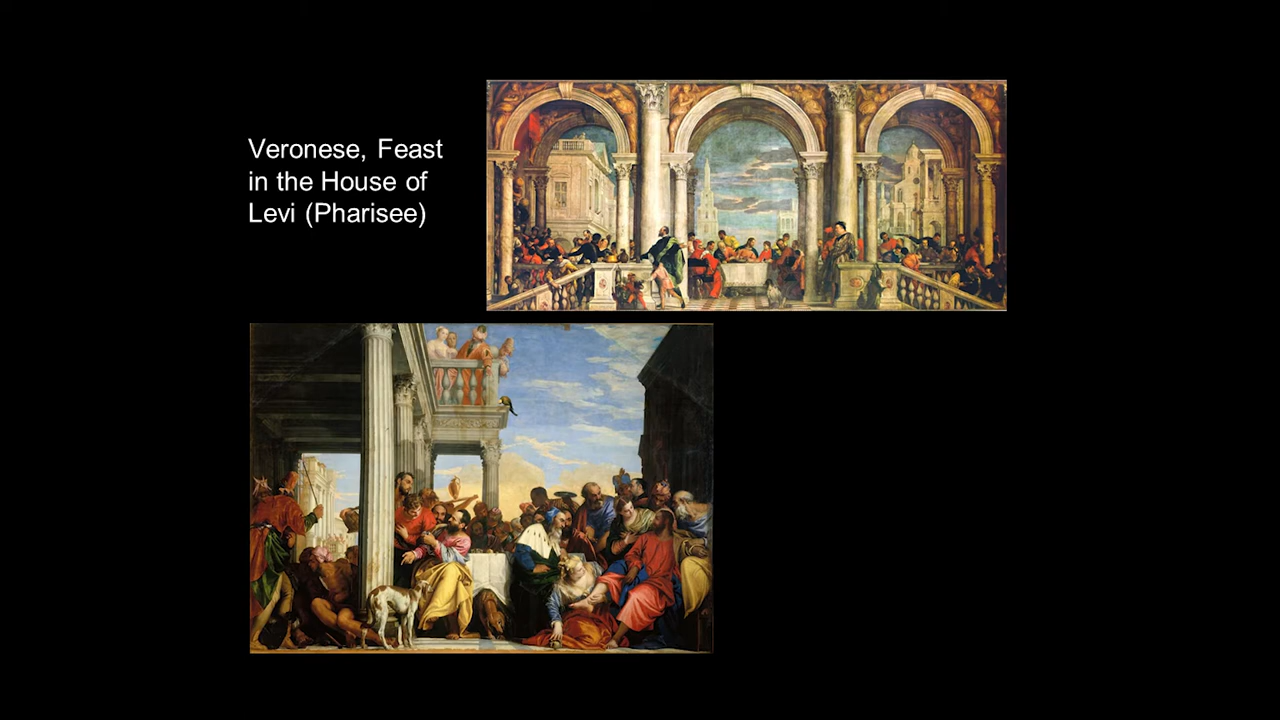 Veronese, Feast
in the House of
Levi (Pharisee)